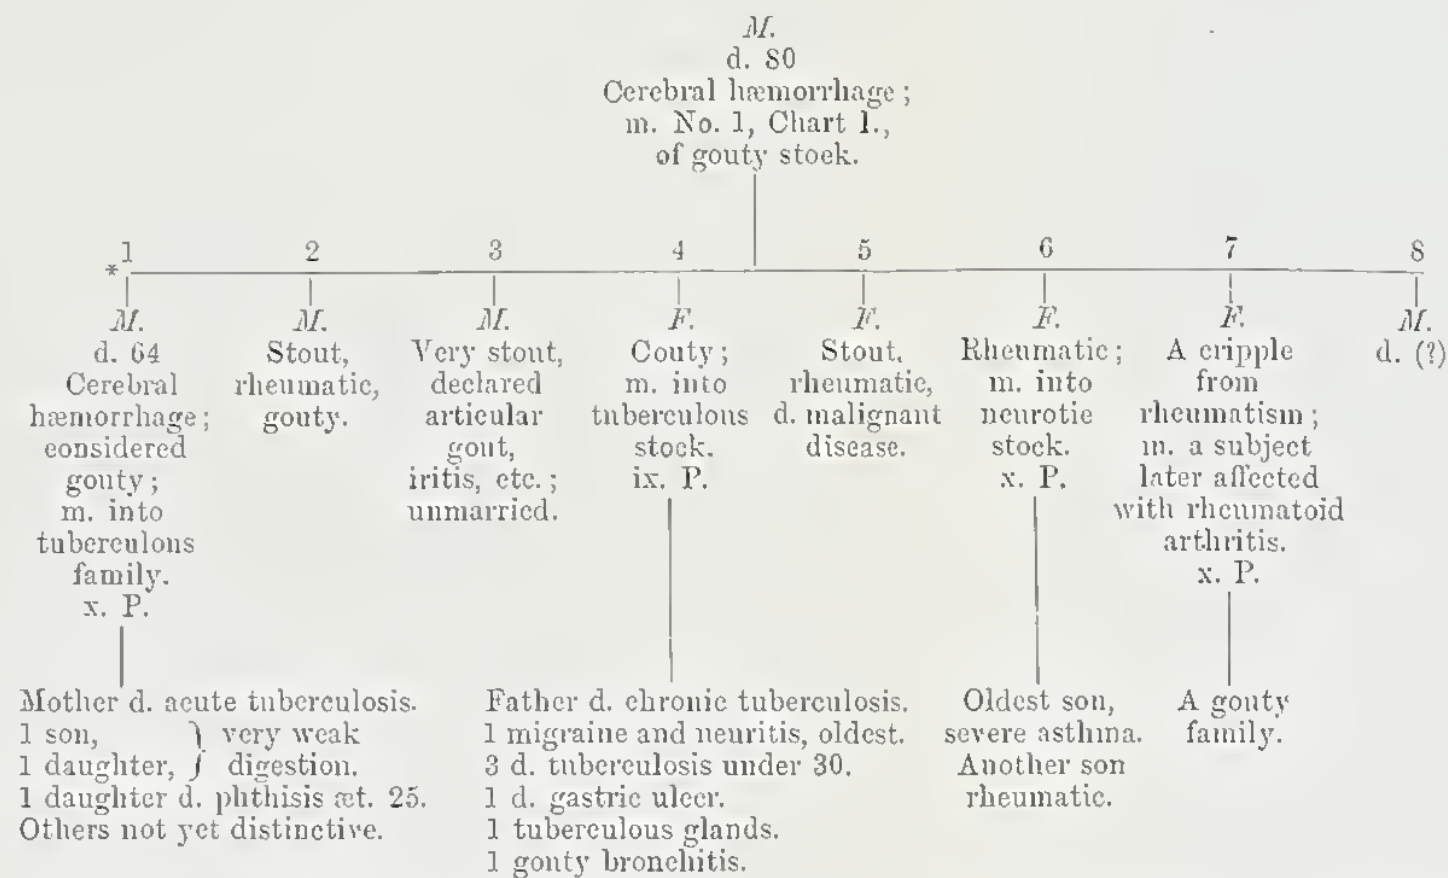 M.
d. 80
Cerebral hæmorrhage;
m. No. 1, Chart I.,
of gouty stock.
*1
M.
d. 64
Cerebral
hæmorrhage;
considered
gouty;
m. into
tuberculous
family.
x. P.
2
M.
Stout,
rheumatic,
gouty.
3
M.
Very stout,
declared
articular
gout,
iritis, etc.;
unmarried.
4
F.
Gouty;
m. into
tuberculous
stock.
ix. P.
5
F.
Stout,
rheumatic,
d. malignant
disease.
6
F.
Rheumatic;
m. into
neurotic
stock.
x. P.
7
F.
A cripple
from
rheumatism;
m. a subject
later affected
with rheumatoid
arthritis.
x. P.
8
M.
d. (?)
Mother d. acute tuberculosis.
1 son, } very weak
1 daughter, } digestion.
1 daughter d. phthisis æt. 25.
Others not yet distinctive.
Father d. chronic tuberculosis.
1 migraine and neuritis, oldest.
3 d. tuberculosis under 30.
1 d. gastric ulcer.
1 tuberculous glands.
1 gouty bronchitis.
Oldest son,
severe asthma.
Another son
rheumatic.
A gouty
family.